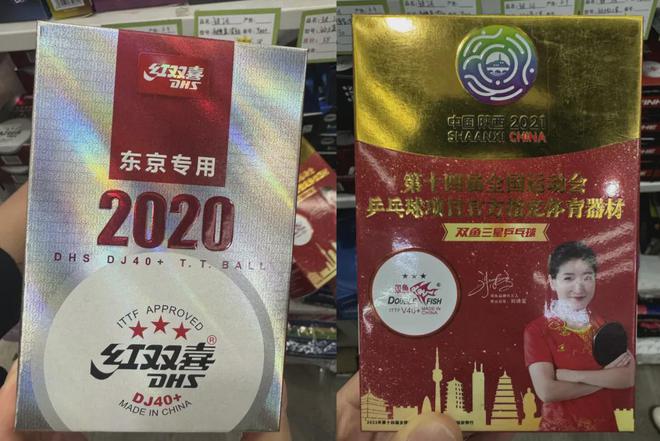 红双喜
DHS
东京专用
2020
DHS DJ40+ T.T. BALL
ITTF APPROVED
红双喜®
DHS
DJ40+
MADE IN CHINA
中国陕西 2021
SHAANXI CHINA
第十四届全国运动会
乒乓球项目官方指定体育器材
双鱼三星乒乓球
双鱼
DOUBLE FISH
ITTF V40+ MADE IN CHINA